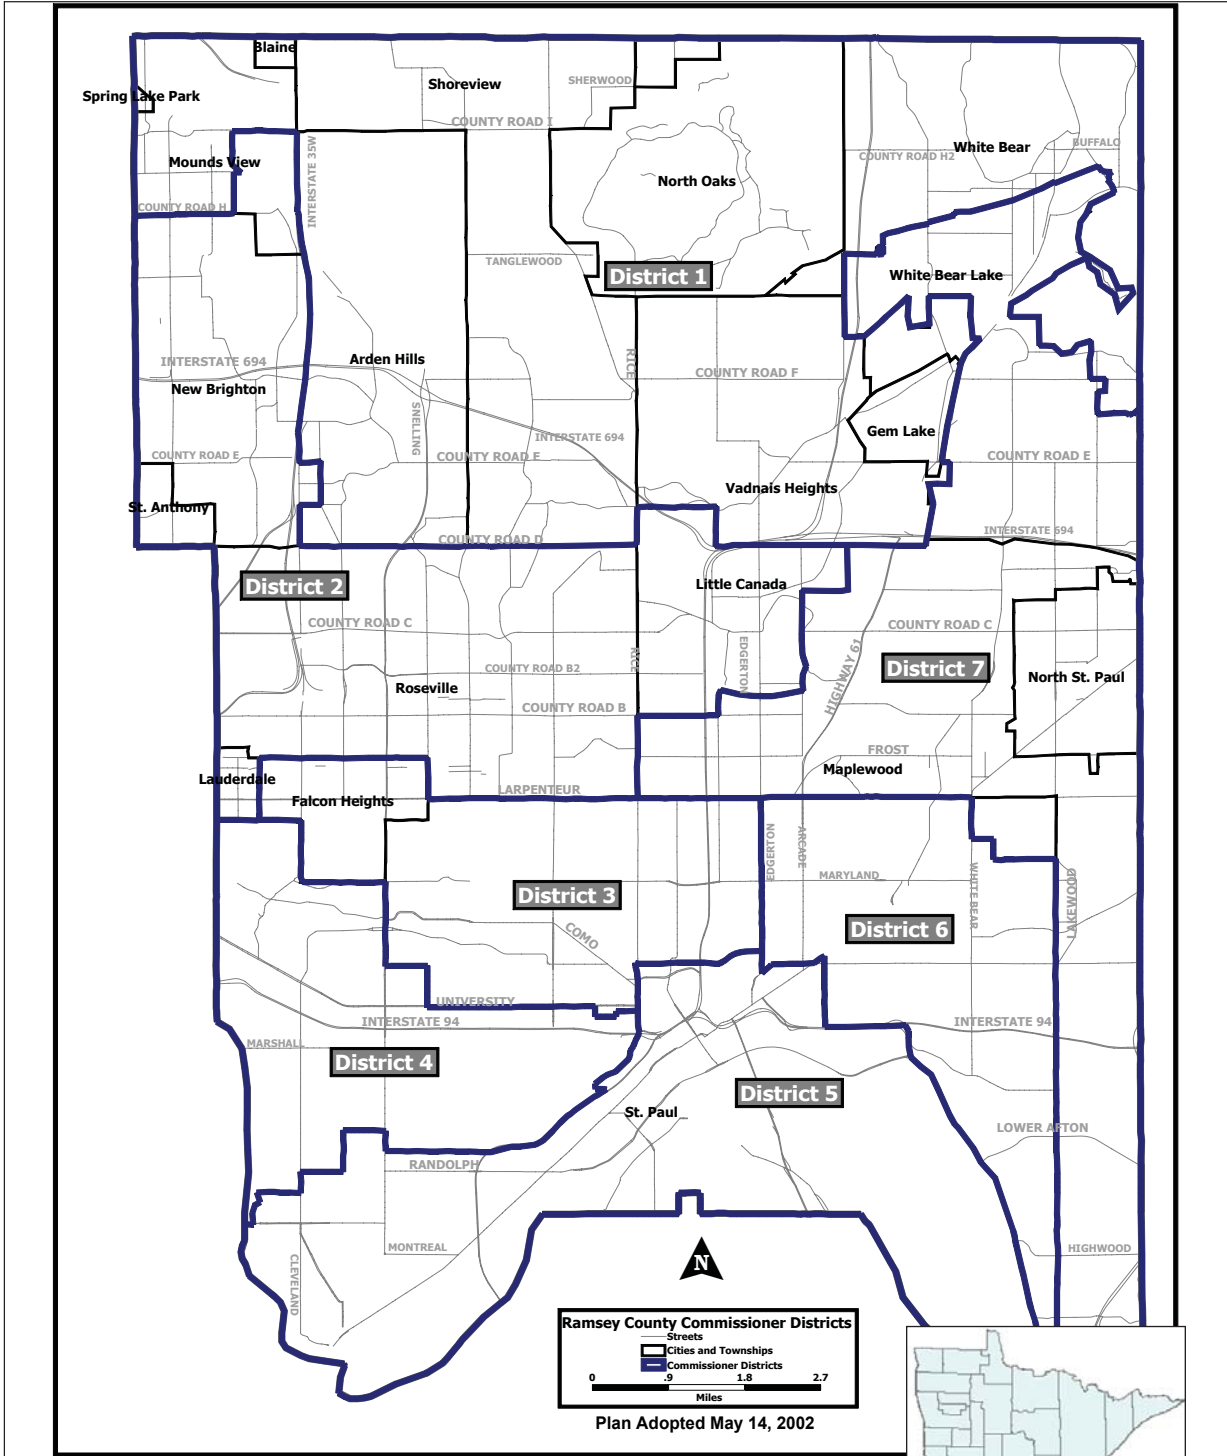 Blaine
Shoreview
SHERWOOD
Spring Lake Park
COUNTY ROAD I
INTERSTATE 35W
BUFFALO
White Bear
COUNTY ROAD H2
Mounds View
North Oaks
COUNTY ROAD H
TANGLEWOOD
District 1
White Bear Lake
RICE
INTERSTATE 694
Arden Hills
COUNTY ROAD F
New Brighton
SNELLING
Gem Lake
INTERSTATE 694
COUNTY ROAD E
COUNTY ROAD E
COUNTY ROAD E
Vadnais Heights
St. Anthony
INTERSTATE 694
COUNTY ROAD D
District 2
Little Canada
COUNTY ROAD C
COUNTY ROAD C
EDGERTON
RICE
HIGHWAY 61
COUNTY ROAD B2
District 7
North St. Paul
Roseville
COUNTY ROAD B
FROST
Maplewood
Lauderdale
LARPENTEUR
Falcon Heights
EDGERTON
ARCADE
MARYLAND
WHITE BEAR
LAKEWOOD
District 3
COMO
District 6
UNIVERSITY
INTERSTATE 94
INTERSTATE 94
MARSHALL
District 4
District 5
St. Paul
LOWER AFTON
RANDOLPH
MONTREAL
HIGHWOOD
CLEVELAND
N
Ramsey County Commissioner Districts
Streets
Cities and Townships
Commissioner Districts
0 .9 1.8 2.7
Miles
Plan Adopted May 14, 2002